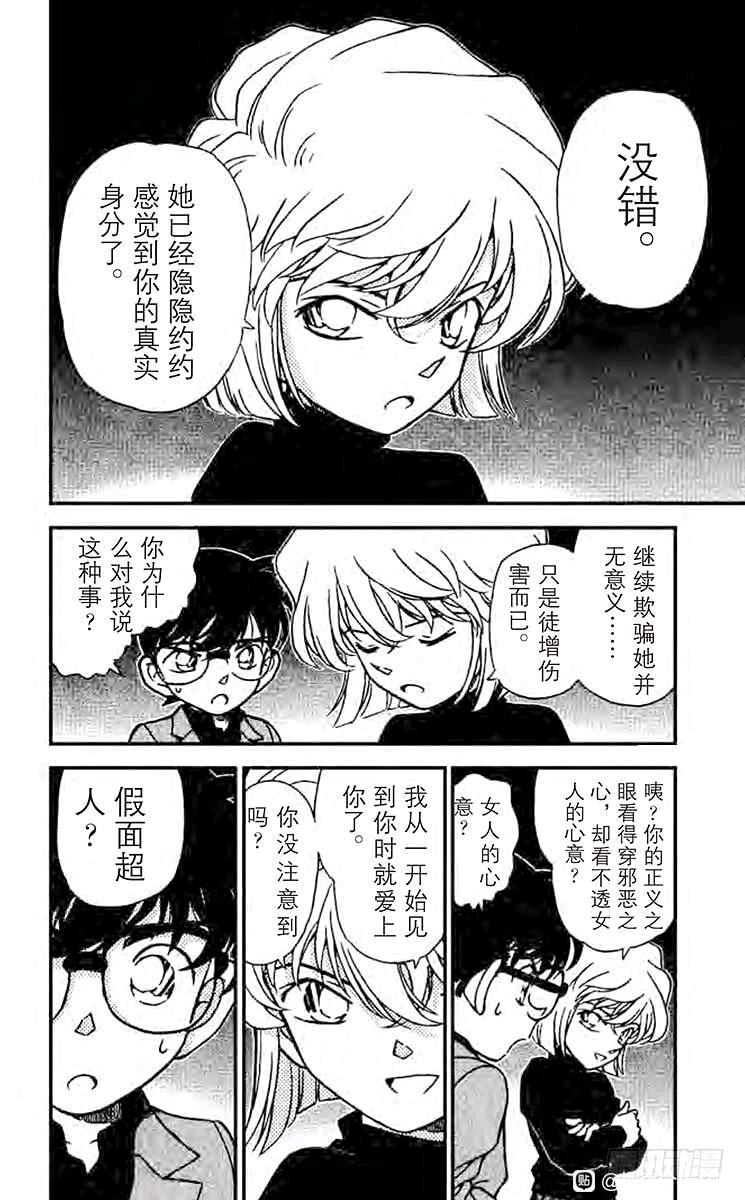 没错。
她已经隐隐约约
感觉到你的真实
身分了。
继续欺骗她并
无意义……
只是徒增伤
害而已。
你为什
么对我说
这种事？
咦？你的正义之
眼看得穿邪恶之
心，却看不透女
人的心意？
女人的心
意？
我从一开始见
到你时就爱上
你了。
你没注意到
吗？
假面超
人？
贴
@